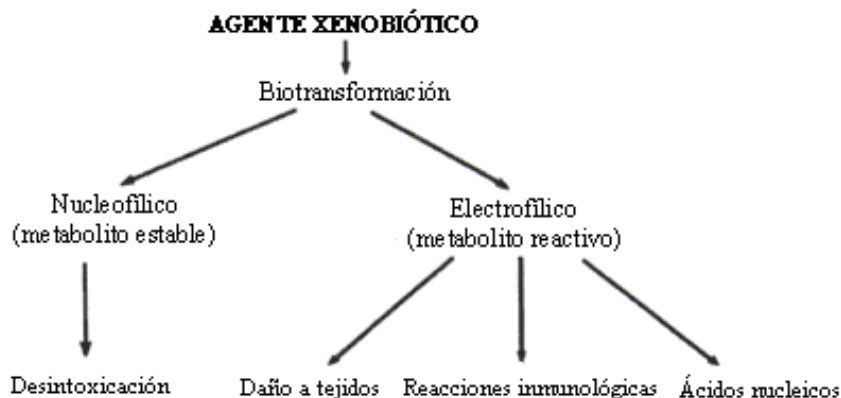 AGENTE XENOBIÓTICO
Biotransformación
Nucleofílico
(metabolito estable)
Electrofílico
(metabolito reactivo)
Desintoxicación
Daño a tejidos
Reacciones inmunológicas
Ácidos nucleicos